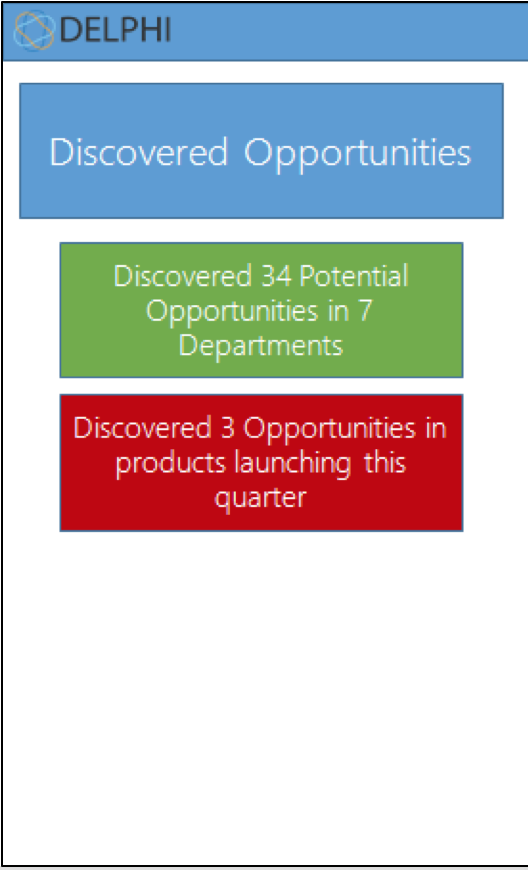 DELPHI
Discovered Opportunities
Discovered 34 Potential
Opportunities in 7
Departments
Discovered 3 Opportunities in
products launching this
quarter